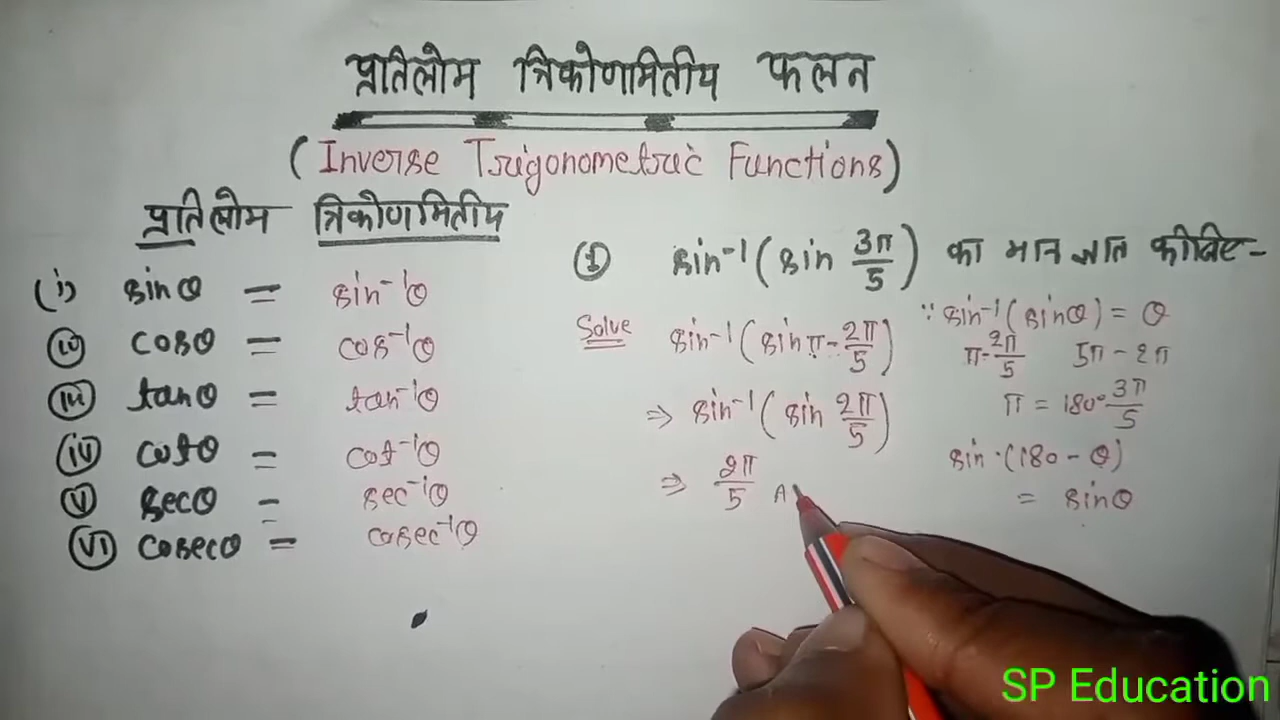 प्रतिलोम त्रिकोणमितीय फलन
(Inverse Trigonometric Functions)
प्रतिलोम त्रिकोणमितीय
(i) sinθ = sin⁻¹θ
(ii) cosθ = cos⁻¹θ
(iii) tanθ = tan⁻¹θ
(iv) cotθ = cot⁻¹θ
(v) secθ = sec⁻¹θ
(vi) cosecθ = cosec⁻¹θ
(1) sin⁻¹(sin 3π/5) का मान ज्ञात कीजिए-
Solve sin⁻¹(sin π - 2π/5)
⇒ sin⁻¹(sin 2π/5)
⇒ 2π/5 A
∵ sin⁻¹(sinθ) = θ
π - 2π/5 5π - 2π
π = 180° 3π/5
sin·(180 - θ)
= sinθ
SP Education